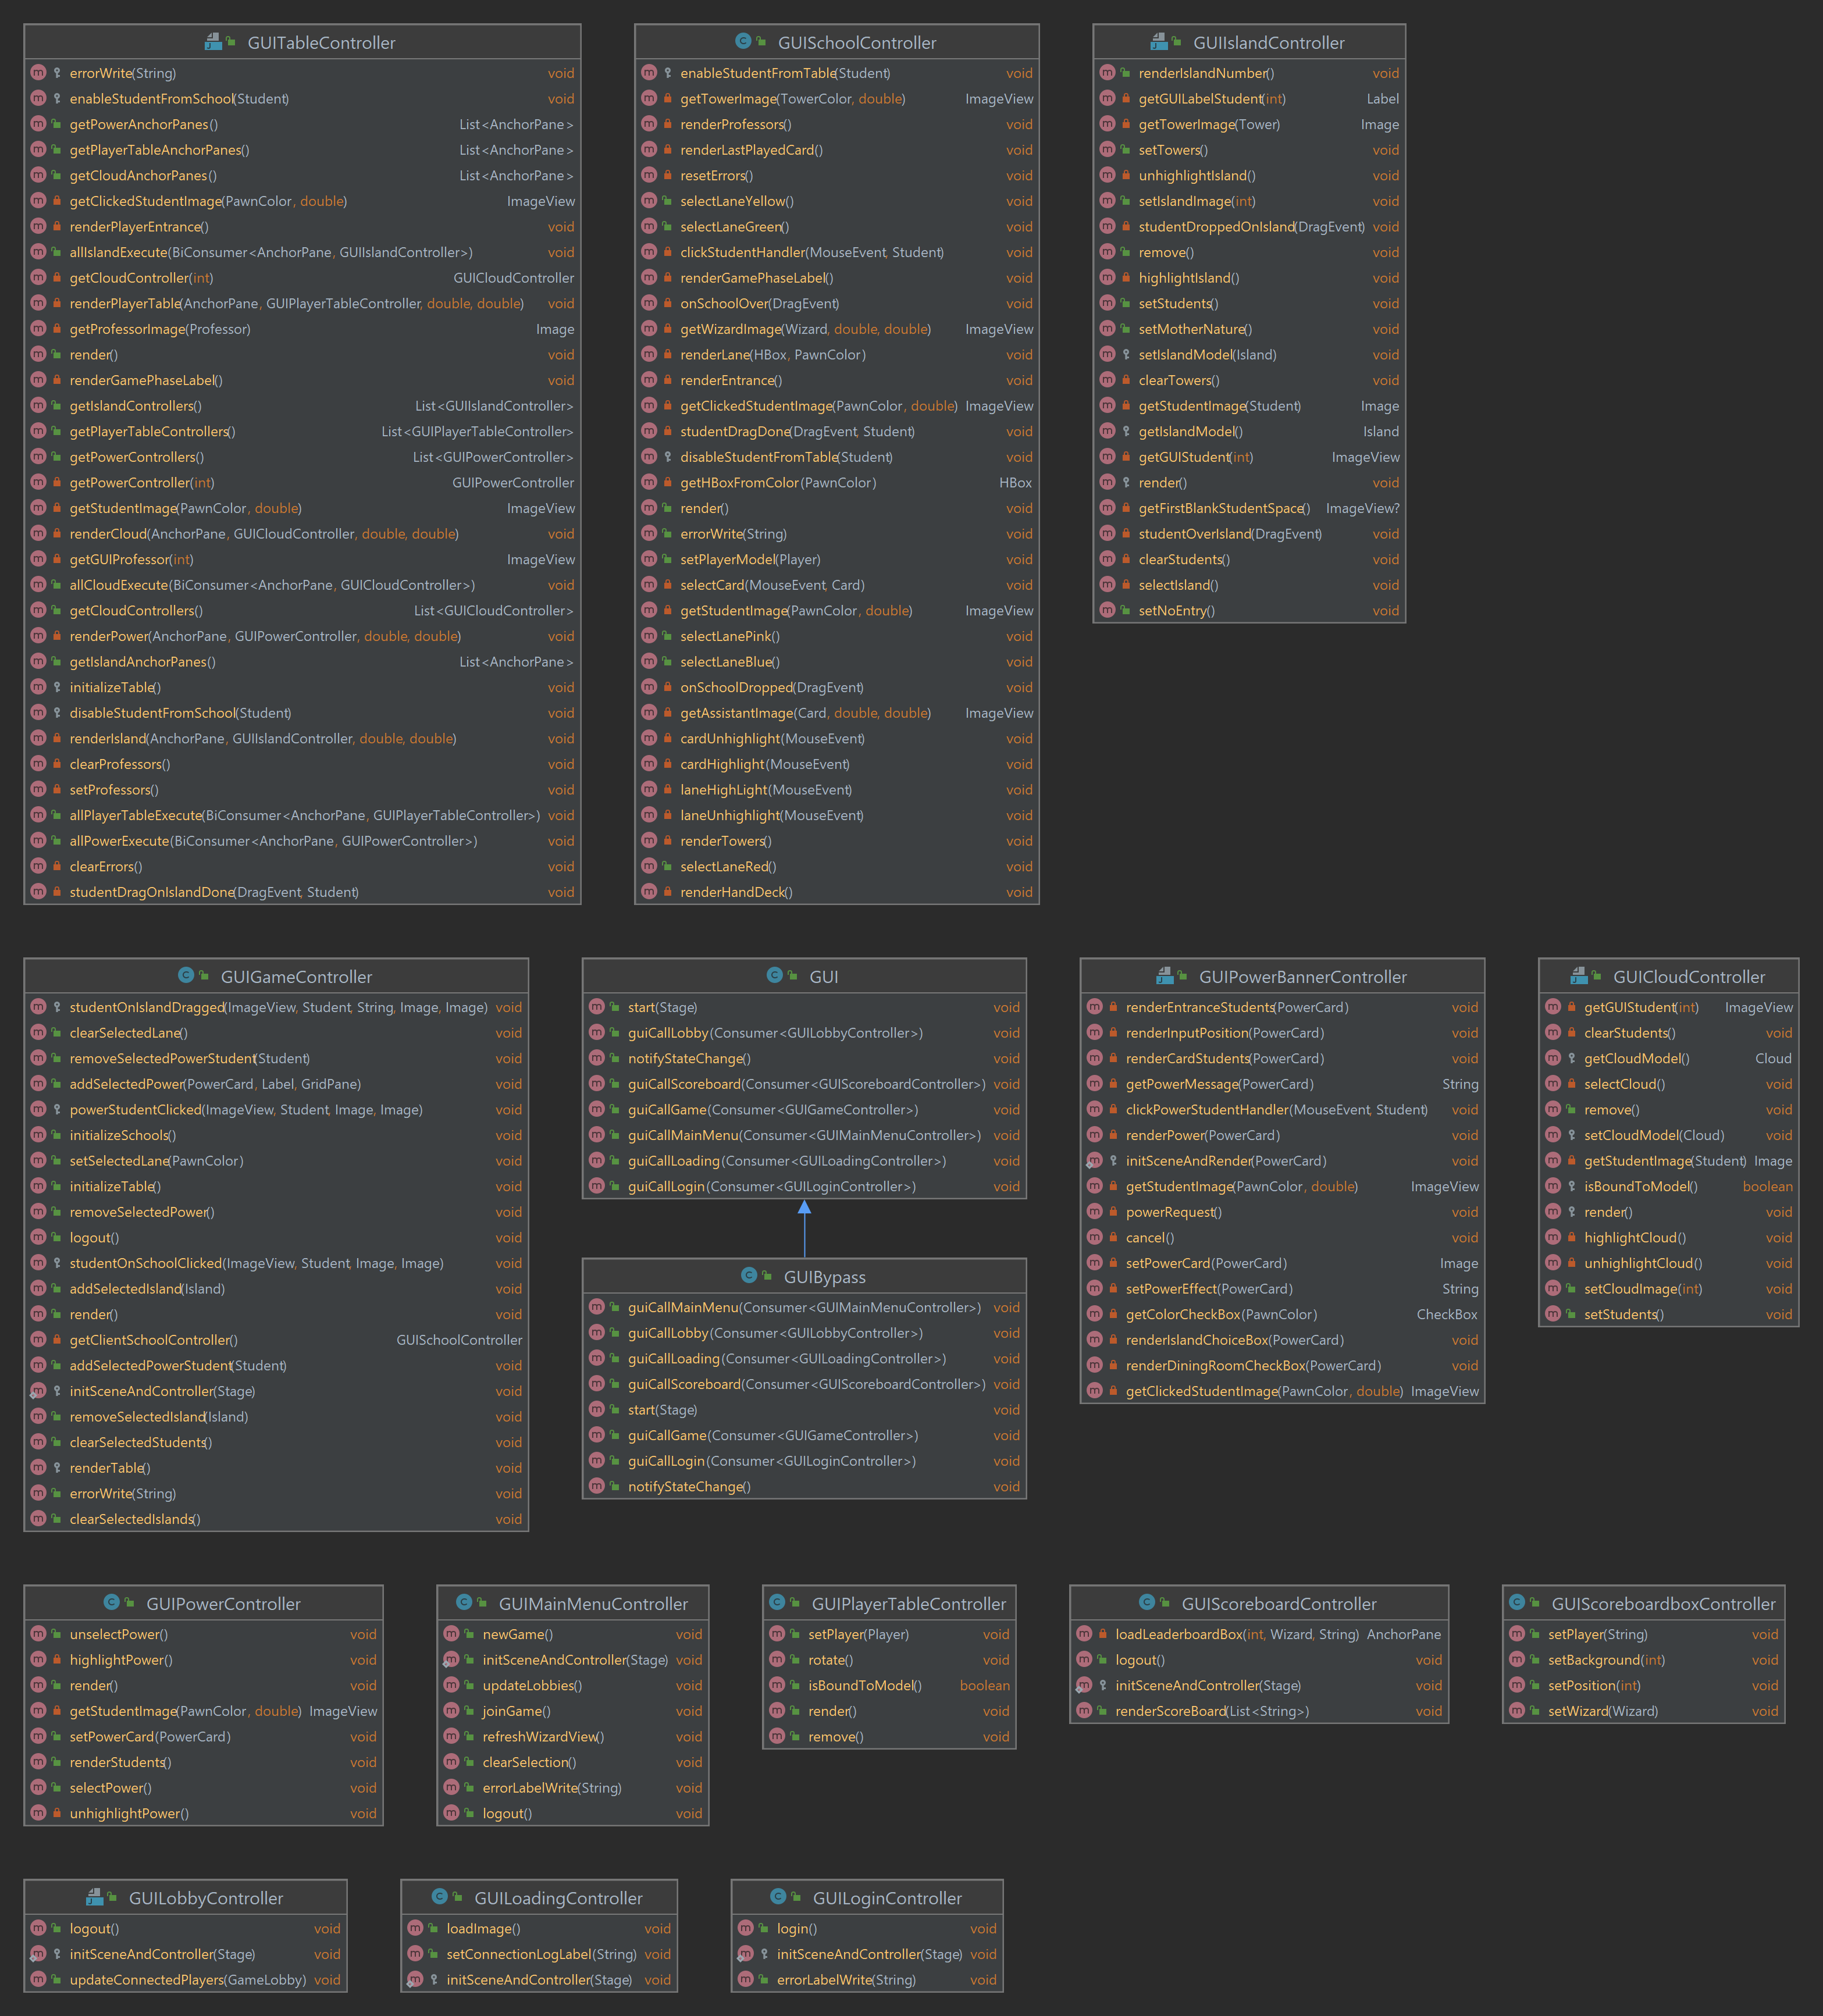 GUITableController
errorWrite(String) void
enableStudentFromSchool(Student) void
getPowerAnchorPanes() List<AnchorPane>
getPlayerTableAnchorPanes() List<AnchorPane>
getCloudAnchorPanes() List<AnchorPane>
getClickedStudentImage(PawnColor, double) ImageView
renderPlayerEntrance() void
allIslandExecute(BiConsumer<AnchorPane, GUIIslandController>) void
getCloudController(int) GUICloudController
renderPlayerTable(AnchorPane, GUIPlayerTableController, double, double) void
getProfessorImage(Professor) Image
render() void
renderGamePhaseLabel() void
getIslandControllers() List<GUIIslandController>
getPlayerTableControllers() List<GUIPlayerTableController>
getPowerControllers() List<GUIPowerController>
getPowerController(int) GUIPowerController
getStudentImage(PawnColor, double) ImageView
renderCloud(AnchorPane, GUICloudController, double, double) void
getGUIProfessor(int) ImageView
allCloudExecute(BiConsumer<AnchorPane, GUICloudController>) void
getCloudControllers() List<GUICloudController>
renderPower(AnchorPane, GUIPowerController, double, double) void
getIslandAnchorPanes() List<AnchorPane>
initializeTable() void
disableStudentFromSchool(Student) void
renderIsland(AnchorPane, GUIIslandController, double, double) void
clearProfessors() void
setProfessors() void
allPlayerTableExecute(BiConsumer<AnchorPane, GUIPlayerTableController>) void
allPowerExecute(BiConsumer<AnchorPane, GUIPowerController>) void
clearErrors() void
studentDragOnIslandDone(DragEvent, Student) void
GUISchoolController
enableStudentFromTable(Student) void
getTowerImage(TowerColor, double) ImageView
renderProfessors() void
renderLastPlayedCard() void
resetErrors() void
selectLaneYellow() void
selectLaneGreen() void
clickStudentHandler(MouseEvent, Student) void
renderGamePhaseLabel() void
onSchoolOver(DragEvent) void
getWizardImage(Wizard, double, double) ImageView
renderLane(HBox, PawnColor) void
renderEntrance() void
getClickedStudentImage(PawnColor, double) ImageView
studentDragDone(DragEvent, Student) void
disableStudentFromTable(Student) void
getHBoxFromColor(PawnColor) HBox
render() void
errorWrite(String) void
setPlayerModel(Player) void
selectCard(MouseEvent, Card) void
getStudentImage(PawnColor, double) ImageView
selectLanePink() void
selectLaneBlue() void
onSchoolDropped(DragEvent) void
getAssistantImage(Card, double, double) ImageView
cardUnhighlight(MouseEvent) void
cardHighlight(MouseEvent) void
laneHighLight(MouseEvent) void
laneUnhighlight(MouseEvent) void
renderTowers() void
selectLaneRed() void
renderHandDeck() void
GUIIslandController
renderIslandNumber() void
getGUILabelStudent(int) Label
getTowerImage(Tower) Image
setTowers() void
unhighlightIsland() void
setIslandImage(int) void
studentDroppedOnIsland(DragEvent) void
remove() void
highlightIsland() void
setStudents() void
setMotherNature() void
setIslandModel(Island) void
clearTowers() void
getStudentImage(Student) Image
getIslandModel() Island
getGUIStudent(int) ImageView
render() void
getFirstBlankStudentSpace() ImageView?
studentOverIsland(DragEvent) void
clearStudents() void
selectIsland() void
setNoEntry() void
GUIGameController
studentOnIslandDragged(ImageView, Student, String, Image, Image) void
clearSelectedLane() void
removeSelectedPowerStudent(Student) void
addSelectedPower(PowerCard, Label, GridPane) void
powerStudentClicked(ImageView, Student, Image, Image) void
initializeSchools() void
setSelectedLane(PawnColor) void
initializeTable() void
removeSelectedPower() void
logout() void
studentOnSchoolClicked(ImageView, Student, Image, Image) void
addSelectedIsland(Island) void
render() void
getClientSchoolController() GUISchoolController
addSelectedPowerStudent(Student) void
initSceneAndController(Stage) void
removeSelectedIsland(Island) void
clearSelectedStudents() void
renderTable() void
errorWrite(String) void
clearSelectedIslands() void
GUI
start(Stage) void
guiCallLobby(Consumer<GUILobbyController>) void
notifyStateChange() void
guiCallScoreboard(Consumer<GUIScoreboardController>) void
guiCallGame(Consumer<GUIGameController>) void
guiCallMainMenu(Consumer<GUIMainMenuController>) void
guiCallLoading(Consumer<GUILoadingController>) void
guiCallLogin(Consumer<GUILoginController>) void
GUIBypass
guiCallMainMenu(Consumer<GUIMainMenuController>) void
guiCallLobby(Consumer<GUILobbyController>) void
guiCallLoading(Consumer<GUILoadingController>) void
guiCallScoreboard(Consumer<GUIScoreboardController>) void
start(Stage) void
guiCallGame(Consumer<GUIGameController>) void
guiCallLogin(Consumer<GUILoginController>) void
notifyStateChange() void
GUIPowerBannerController
renderEntranceStudents(PowerCard) void
renderInputPosition(PowerCard) void
renderCardStudents(PowerCard) void
getPowerMessage(PowerCard) String
clickPowerStudentHandler(MouseEvent, Student) void
renderPower(PowerCard) void
initSceneAndRender(PowerCard) void
getStudentImage(PawnColor, double) ImageView
powerRequest() void
cancel() void
setPowerCard(PowerCard) Image
setPowerEffect(PowerCard) String
getColorCheckBox(PawnColor) CheckBox
renderIslandChoiceBox(PowerCard) void
renderDiningRoomCheckBox(PowerCard) void
getClickedStudentImage(PawnColor, double) ImageView
GUICloudController
getGUIStudent(int) ImageView
clearStudents() void
getCloudModel() Cloud
selectCloud() void
remove() void
setCloudModel(Cloud) void
getStudentImage(Student) Image
isBoundToModel() boolean
render() void
highlightCloud() void
unhighlightCloud() void
setCloudImage(int) void
setStudents() void
GUIPowerController
unselectPower() void
highlightPower() void
render() void
getStudentImage(PawnColor, double) ImageView
setPowerCard(PowerCard) void
renderStudents() void
selectPower() void
unhighlightPower() void
GUIMainMenuController
newGame() void
initSceneAndController(Stage) void
updateLobbies() void
joinGame() void
refreshWizardView() void
clearSelection() void
errorLabelWrite(String) void
logout() void
GUIPlayerTableController
setPlayer(Player) void
rotate() void
isBoundToModel() boolean
render() void
remove() void
GUIScoreboardController
loadLeaderboardBox(int, Wizard, String) AnchorPane
logout() void
initSceneAndController(Stage) void
renderScoreBoard(List<String>) void
GUIScoreboardboxController
setPlayer(String) void
setBackground(int) void
setPosition(int) void
setWizard(Wizard) void
GUILobbyController
logout() void
initSceneAndController(Stage) void
updateConnectedPlayers(GameLobby) void
GUILoadingController
loadImage() void
setConnectionLogLabel(String) void
initSceneAndController(Stage) void
GUILoginController
login() void
initSceneAndController(Stage) void
errorLabelWrite(String) void